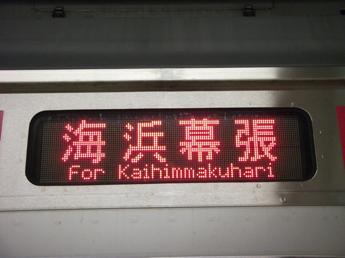 海浜幕張
For Kaihimmakuhari